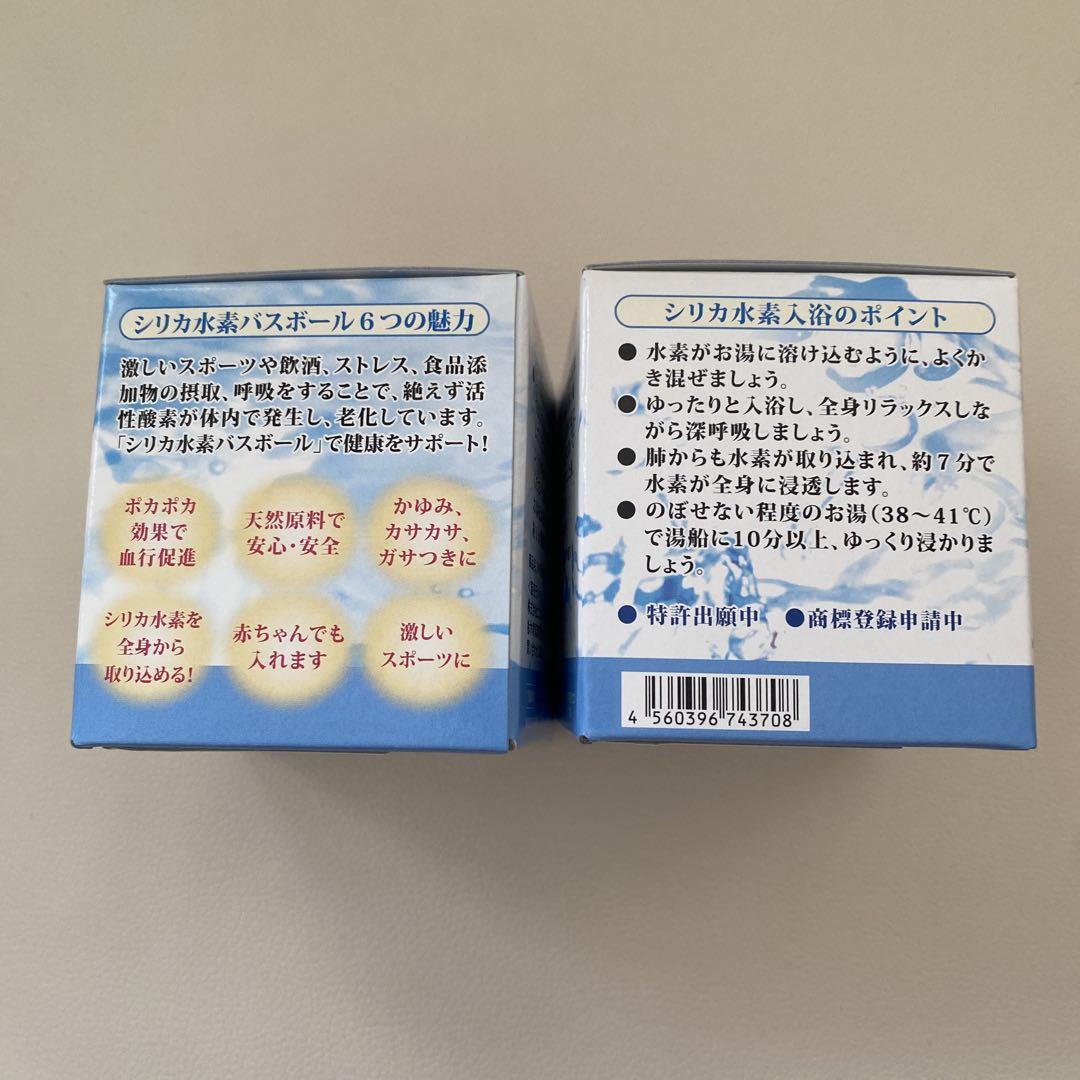 シリカ水素バスボール6つの魅力
激しいスポーツや飲酒、ストレス、食品添
加物の摂取、呼吸をすることで、絶えず活
性酸素が体内で発生し、老化しています。
「シリカ水素バスボール」で健康をサポート!
ポカポカ
効果で
血行促進
天然原料で
安心・安全
かゆみ、
カサカサ、
ガサつきに
シリカ水素を
全身から
取り込める!
赤ちゃんでも
入れます
激しい
スポーツに
シリカ水素入浴のポイント
● 水素がお湯に溶け込むように、よくか
き混ぜましょう。
● ゆったりと入浴し、全身リラックスしな
がら深呼吸しましょう。
● 肺からも水素が取り込まれ、約7分で
水素が全身に浸透します。
● のぼせない程度のお湯(38〜41℃)
で湯船に10分以上、ゆっくり浸かりま
しょう。
● 特許出願中 ●商標登録申請中
4 560396 743708